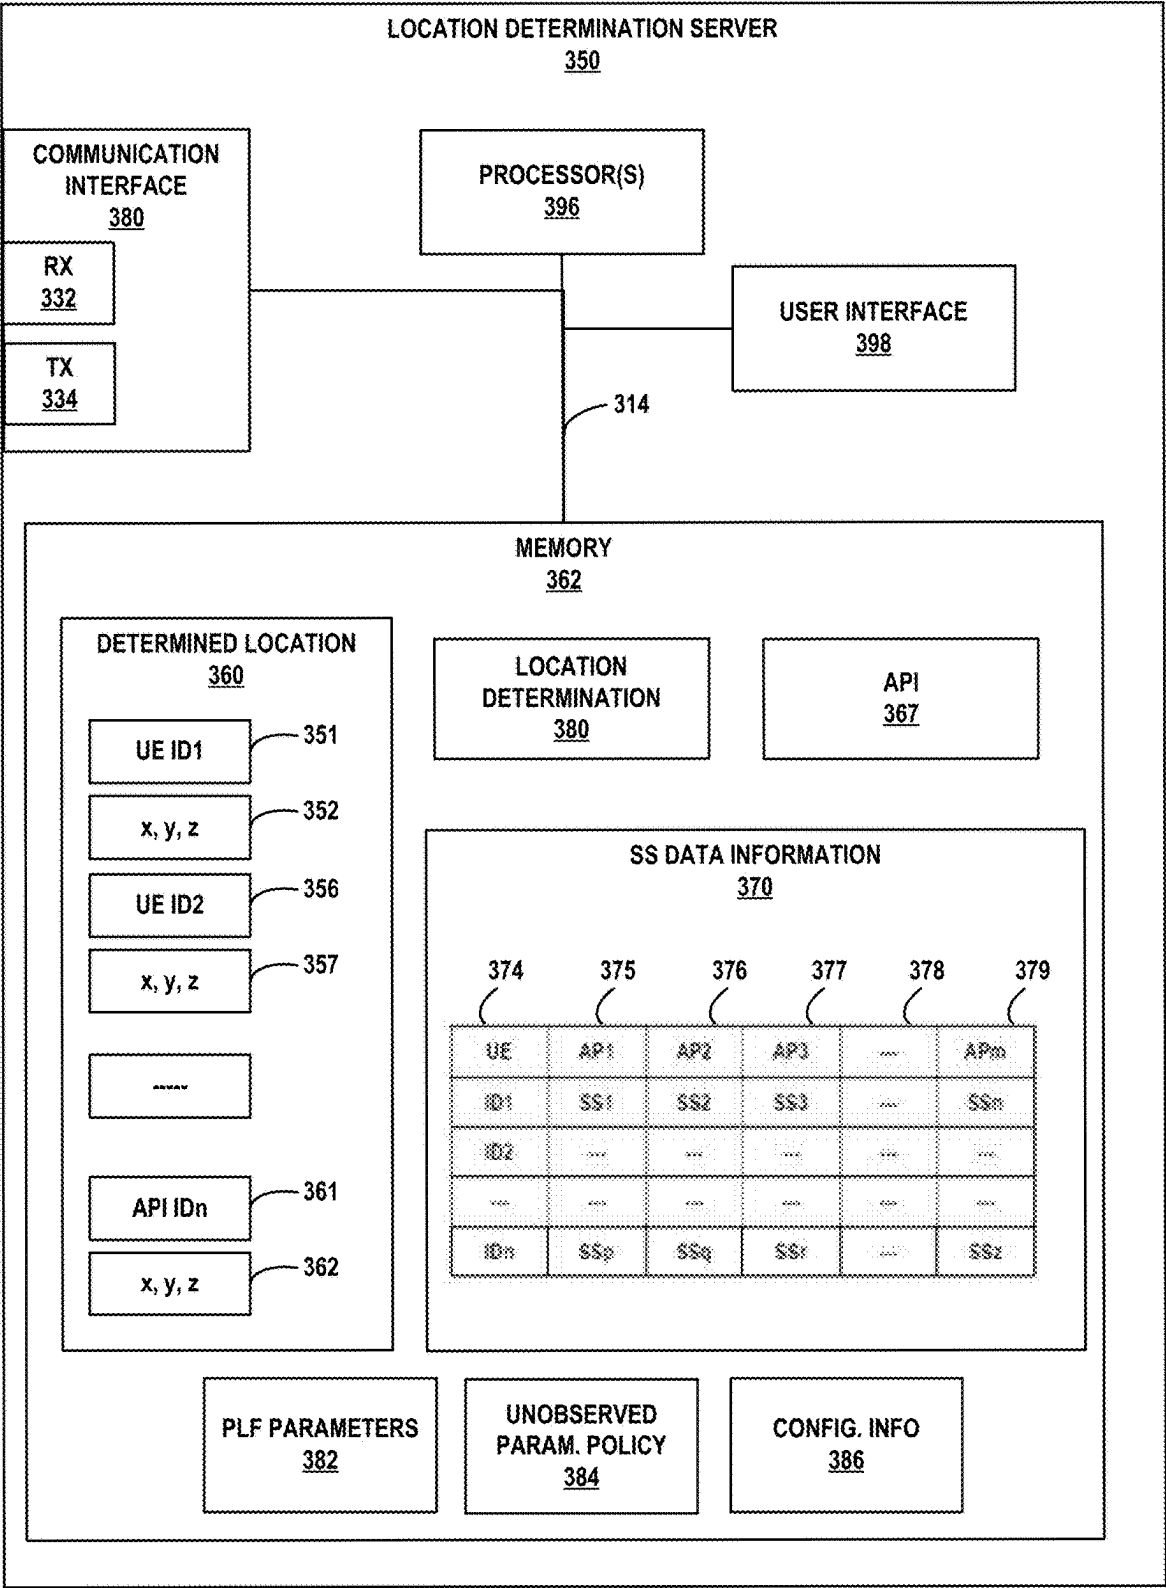 LOCATION DETERMINATION SERVER
350
COMMUNICATION
INTERFACE
380
RX
332
TX
334
PROCESSOR(S)
396
USER INTERFACE
398
314
MEMORY
362
DETERMINED LOCATION
360
UE ID1
351
x, y, z
352
UE ID2
356
x, y, z
357
-----
API IDn
361
x, y, z
362
LOCATION
DETERMINATION
380
API
367
SS DATA INFORMATION
370
374 375 376 377 378 379
UE AP1 AP2 AP3 --- APm
ID1 SS1 SS2 SS3 --- SSn
ID2 --- --- --- --- ---
--- --- --- --- --- ---
IDn SSp SSq SSr --- SSz
PLF PARAMETERS
382
UNOBSERVED
PARAM. POLICY
384
CONFIG. INFO
386